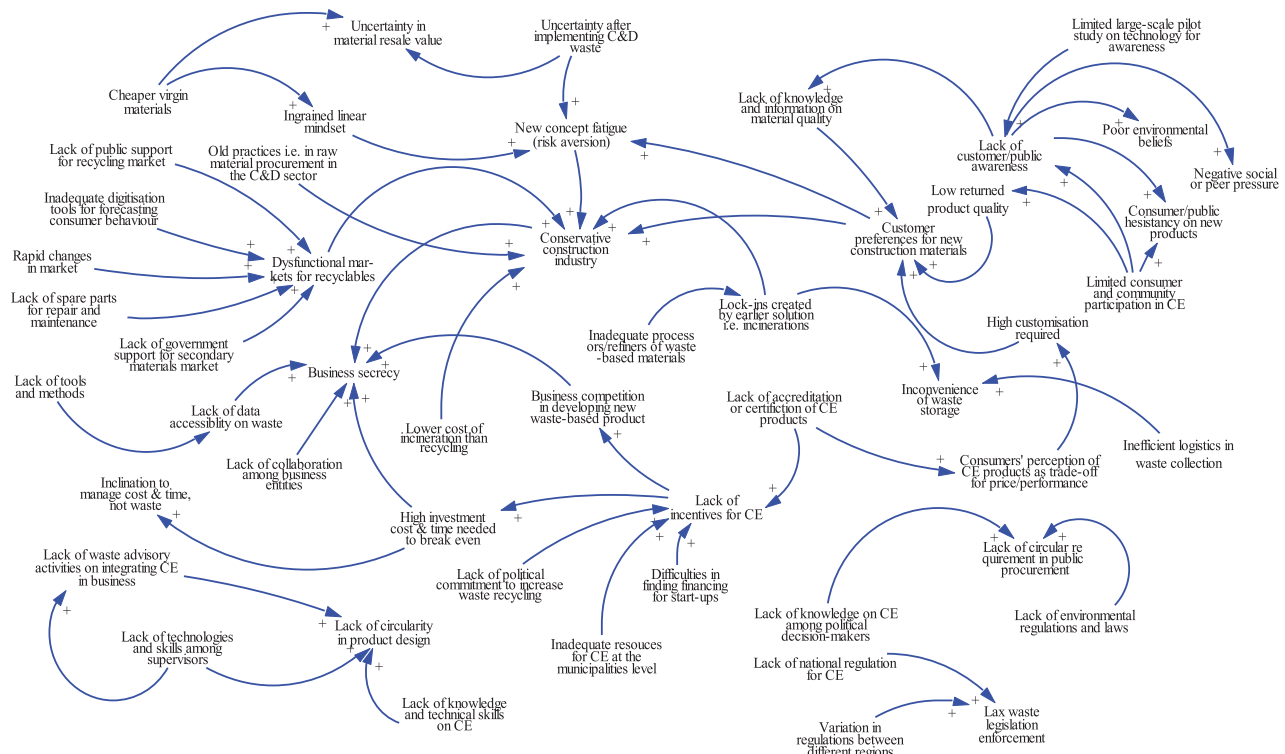 Uncertainty in
material resale value
Uncertainty after
implementing C&D
waste
Limited large-scale pilot
study on technology for
awareness
Cheaper virgin
materials
Ingrained linear
mindset
New concept fatigue
(risk aversion)
Lack of knowledge
and information on
material quality
Poor environmental
beliefs
Lack of
customer/public
awareness
Negative social
or peer pressure
Lack of public support
for recycling market
Old practices i.e. in raw
material procurement in
the C&D sector
Low returned
product quality
Inadequate digitisation
tools for forecasting
consumer behaviour
Consumer/public
hesistancy on new
products
Customer
preferences for new
construction materials
Conservative
construction
industry
Rapid changes
in market
Dysfunctional mar-
kets for recyclables
Limited consumer
and community
participation in CE
Lack of spare parts
for repair and
maintenance
Lock-ins created
by earlier solution
i.e. incinerations
High customisation
required
Inadequate process
ors/refiners of waste
-based materials
Lack of government
support for secondary
materials market
Business secrecy
Lack of tools
and methods
Inconvenience
of waste
storage
Business competition
in developing new
waste-based product
Lack of accreditation
or certifiction of CE
products
Lack of data
accessiblity on waste
Lower cost of
incineration than
recycling
Inefficient logistics in
waste collection
Lack of collaboration
among business
entities
Consumers' perception of
CE products as trade-off
for price/performance
Inclination to
manage cost & time,
not waste
Lack of
incentives for CE
High investment
cost & time needed
to break even
Lack of circular re
quirement in public
procurement
Lack of waste advisory
activities on integrating CE
in business
Lack of political
commitment to increase
waste recycling
Difficulties in
finding financing
for start-ups
Lack of knowledge on CE
among political
decision-makers
Lack of environmental
regulations and laws
Lack of circularity
in product design
Lack of technologies
and skills among
supervisors
Inadequate resouces
for CE at the
municipalities level
Lack of national regulation
for CE
Lack of knowledge
and technical skills
on CE
Lax waste
legislation
enforcement
Variation in
regulations between
different regions